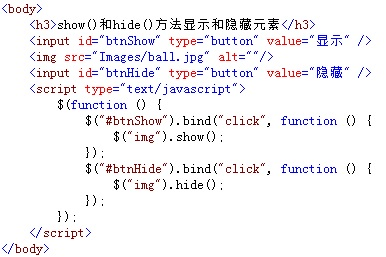 <body>
<h3>show()和hide()方法显示和隐藏元素</h3>
<input id="btnShow" type="button" value="显示" />
<img src="Images/ball.jpg" alt=""/>
<input id="btnHide" type="button" value="隐藏" />
<script type="text/javascript">
$(function () {
$("#btnShow").bind("click", function () {
$("img").show();
});
$("#btnHide").bind("click", function () {
$("img").hide();
});
});
</script>
</body>